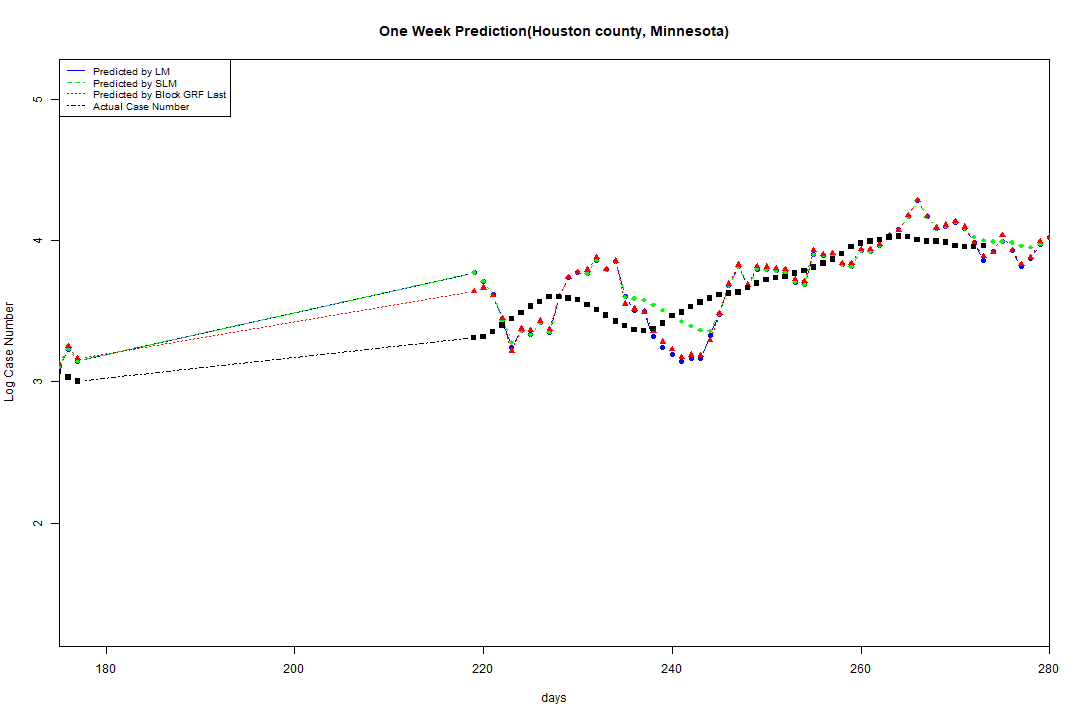 One Week Prediction(Houston county, Minnesota)
Predicted by LM
Predicted by SLM
Predicted by Block GRF Last
Actual Case Number
5
4
3
2
Log Case Number
180 200 220 240 260 280
days